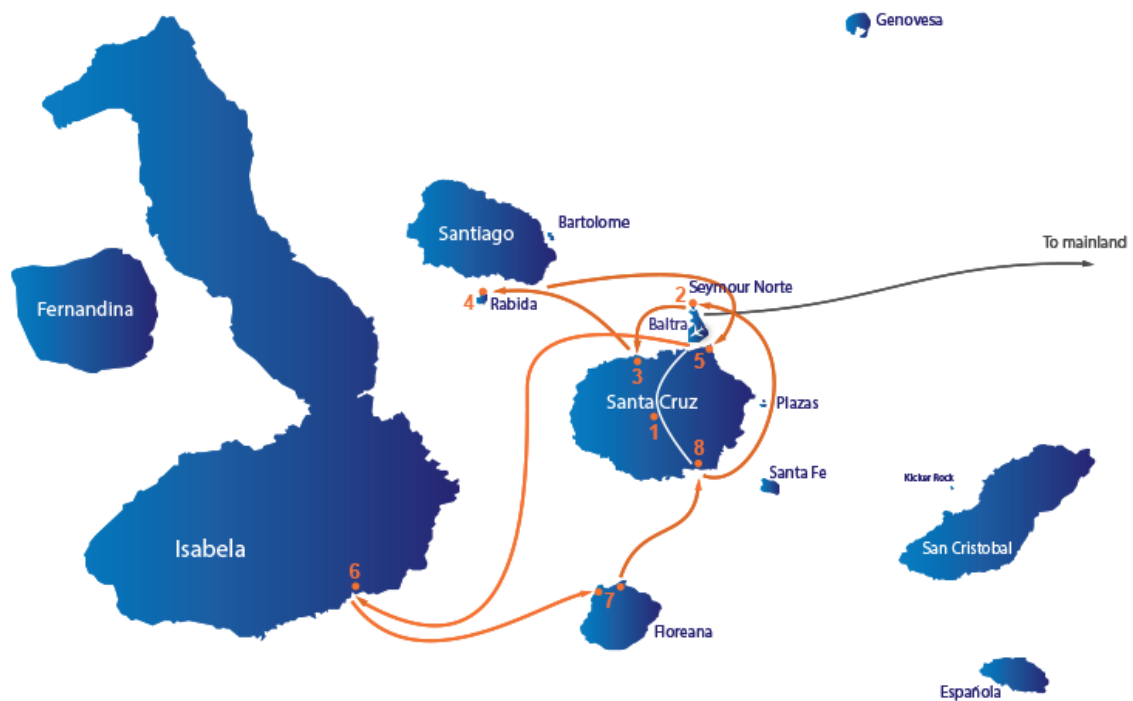 Genovesa
To mainland
Bartolome
Santiago
Seymour Norte
2
4
Rabida
Fernandina
Baltra
5
3
Santa Cruz
Plazas
1
8
Santa Fe
Kicker Rock
San Cristobal
Isabela
6
7
Floreana
Española